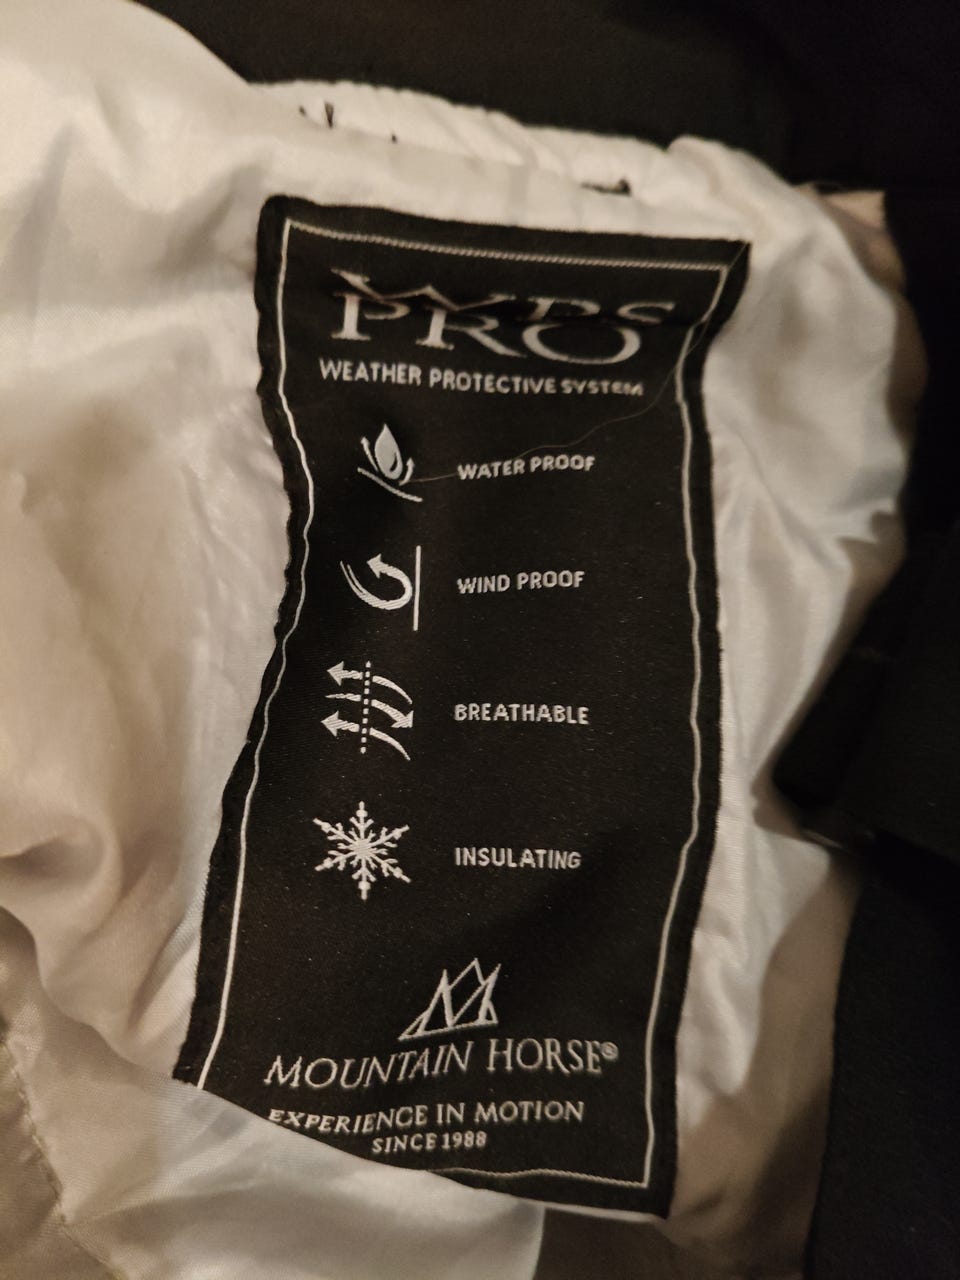 WPS
PRO
WEATHER PROTECTIVE SYSTEM
WATER PROOF
WIND PROOF
BREATHABLE
INSULATING
MOUNTAIN HORSE®
EXPERIENCE IN MOTION
SINCE 1988